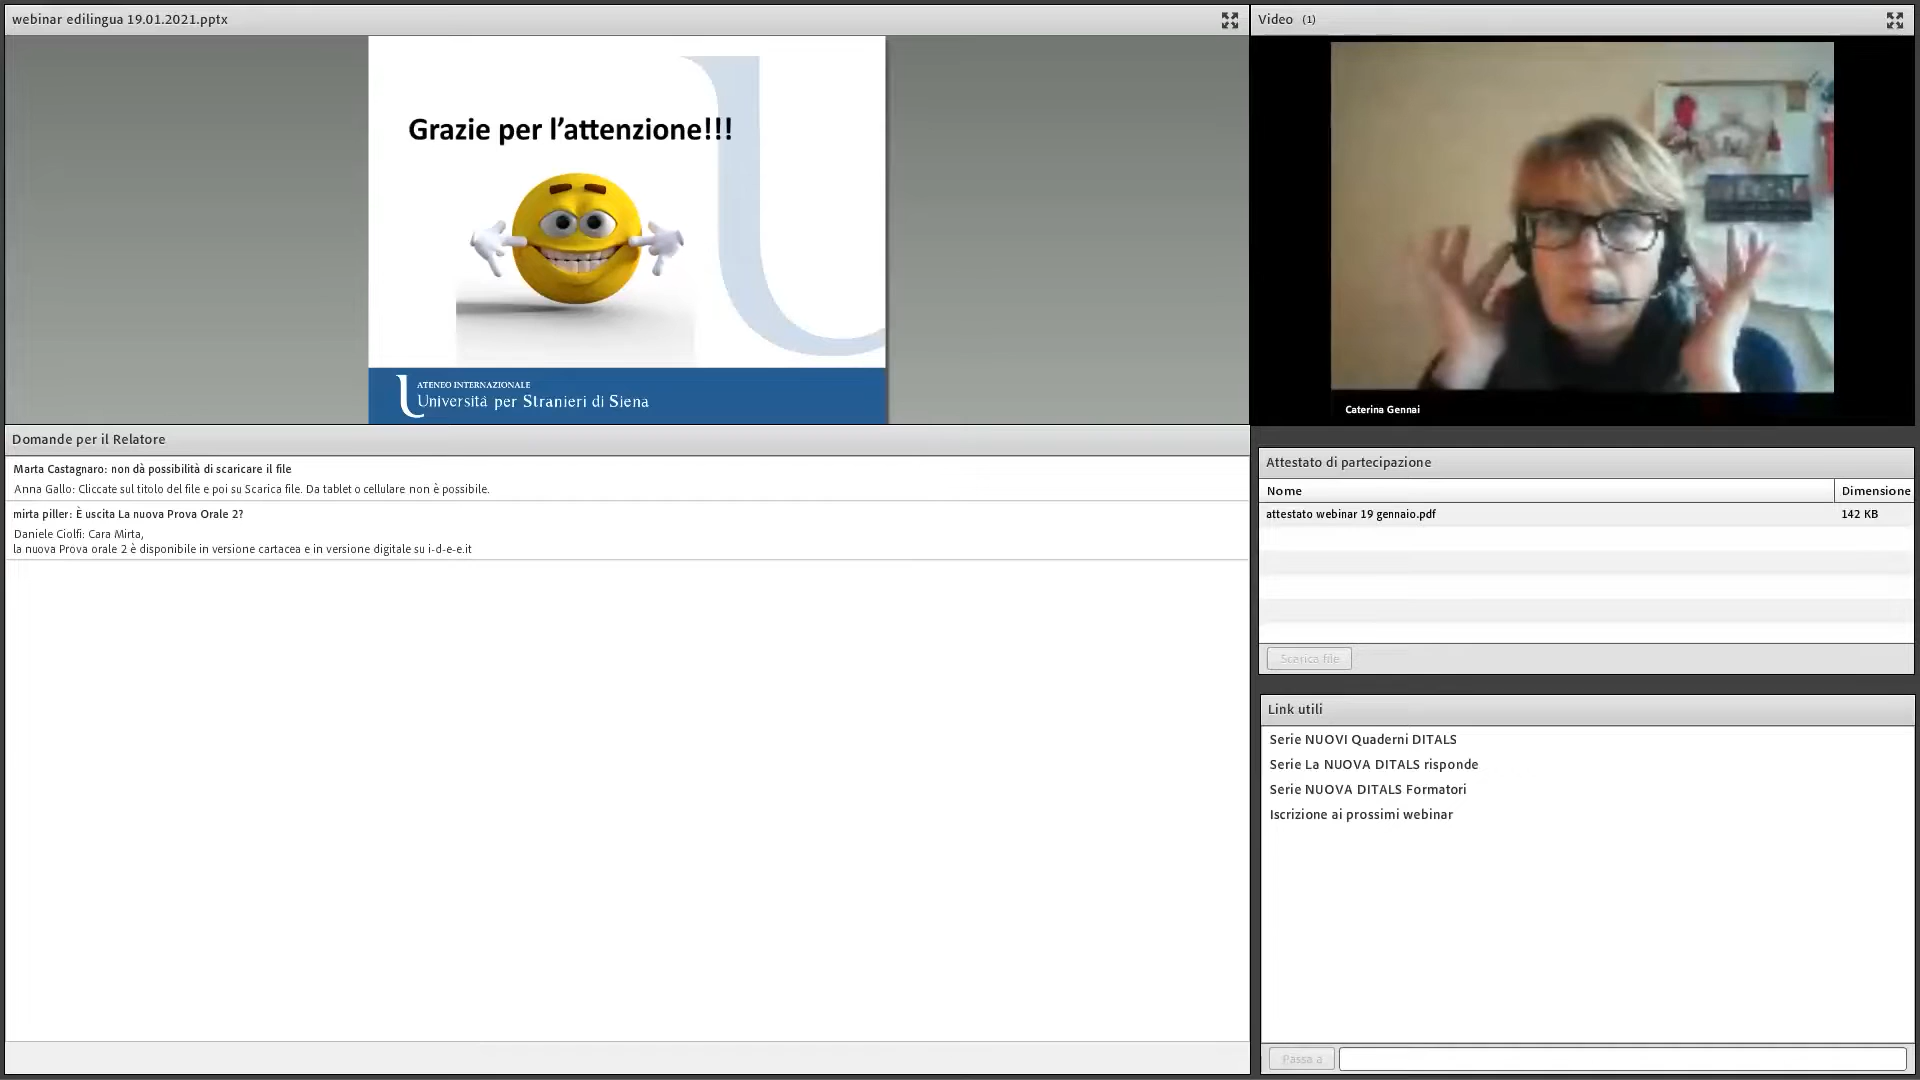 webinar edilingua 19.01.2021.pptx
Grazie per l'attenzione!!!
ATENEO INTERNAZIONALE
Università per Stranieri di Siena
Video (1)
Caterina Gennai
Domande per il Relatore
Marta Castagnaro: non dà possibilità di scaricare il file
Anna Gallo: Cliccate sul titolo del file e poi su Scarica file. Da tablet o cellulare non è possibile.
mirta piller: È uscita La nuova Prova Orale 2?
Daniele Ciolfi: Cara Mirta,
la nuova Prova orale 2 è disponibile in versione cartacea e in versione digitale su i-d-e-e.it
Attestato di partecipazione
Nome Dimensione
attestato webinar 19 gennaio.pdf 142 KB
Scarica file
Link utili
Serie NUOVI Quaderni DITALS
Serie La NUOVA DITALS risponde
Serie NUOVA DITALS Formatori
Iscrizione ai prossimi webinar
Passa a